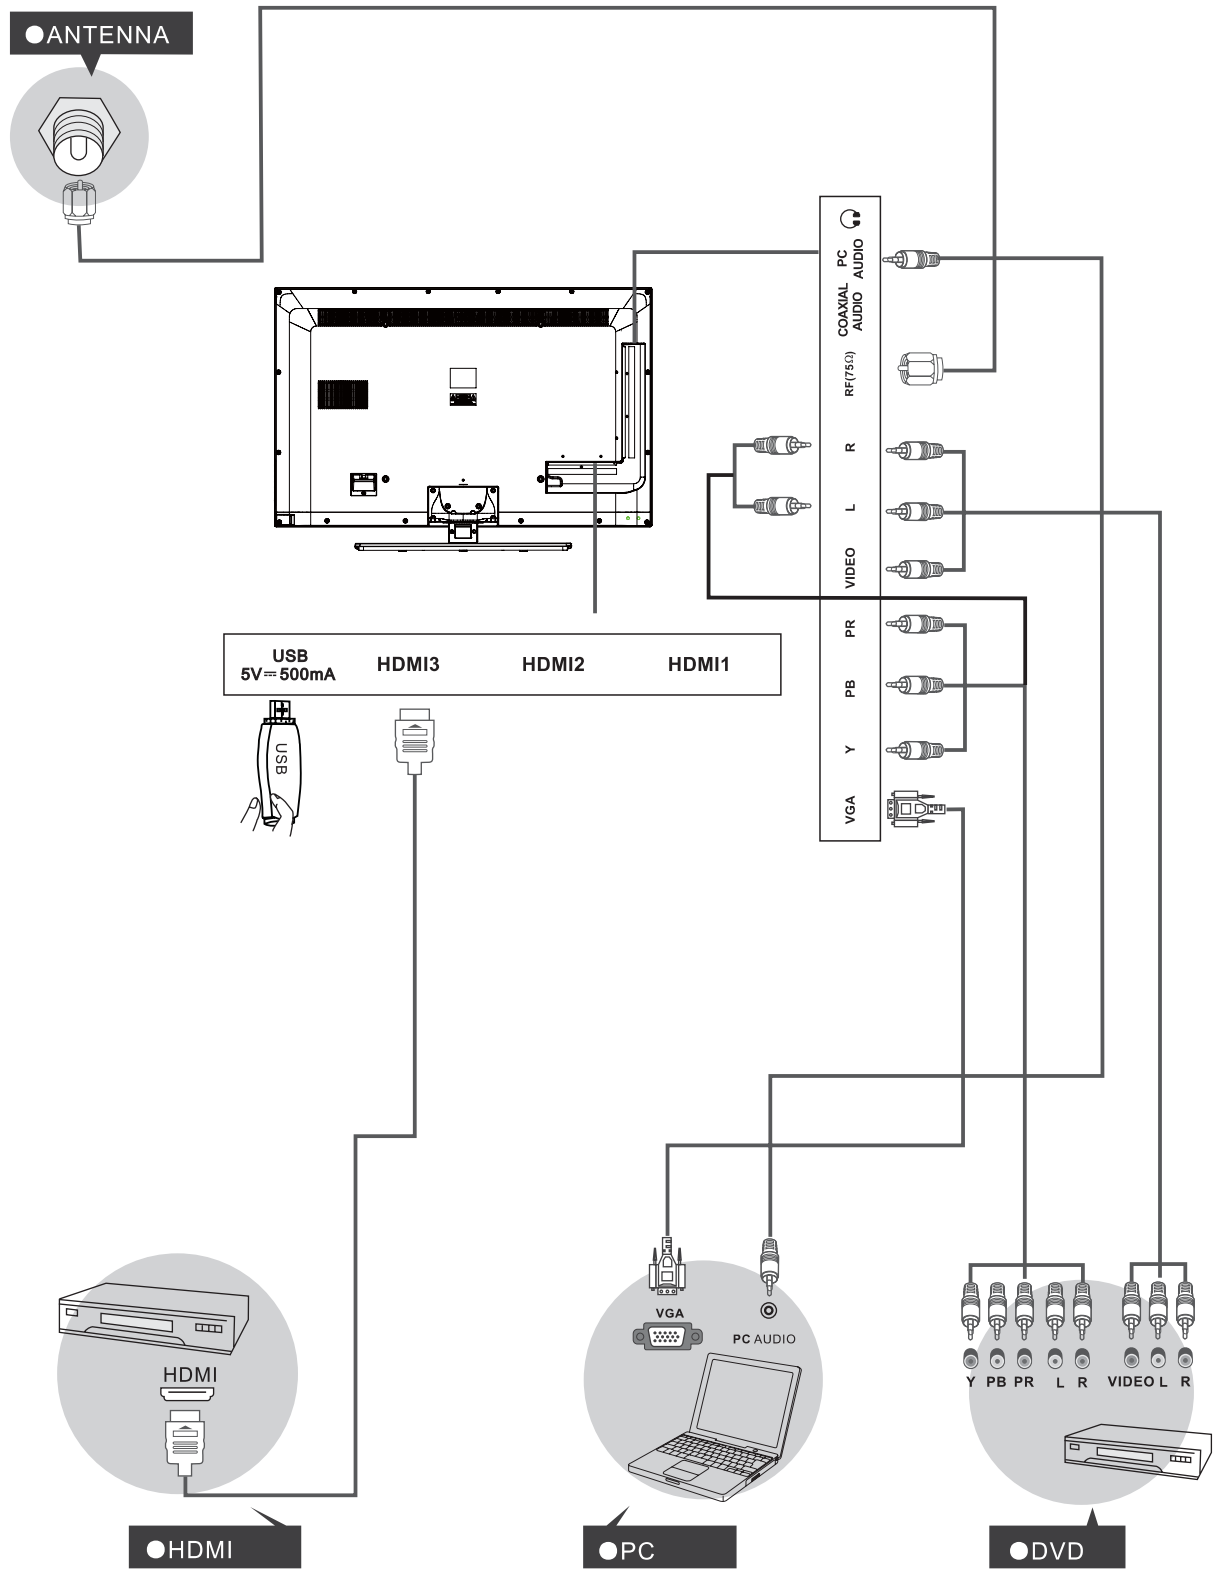 ●ANTENNA
PC
AUDIO
COAXIAL
AUDIO
RF(75Ω)
R
L
VIDEO
PR
PB
Y
VGA
USB
5V⎓500mA
HDMI3
HDMI2
HDMI1
USB
HDMI
VGA
PC AUDIO
Y PB PR L R VIDEO L R
●HDMI
●PC
●DVD